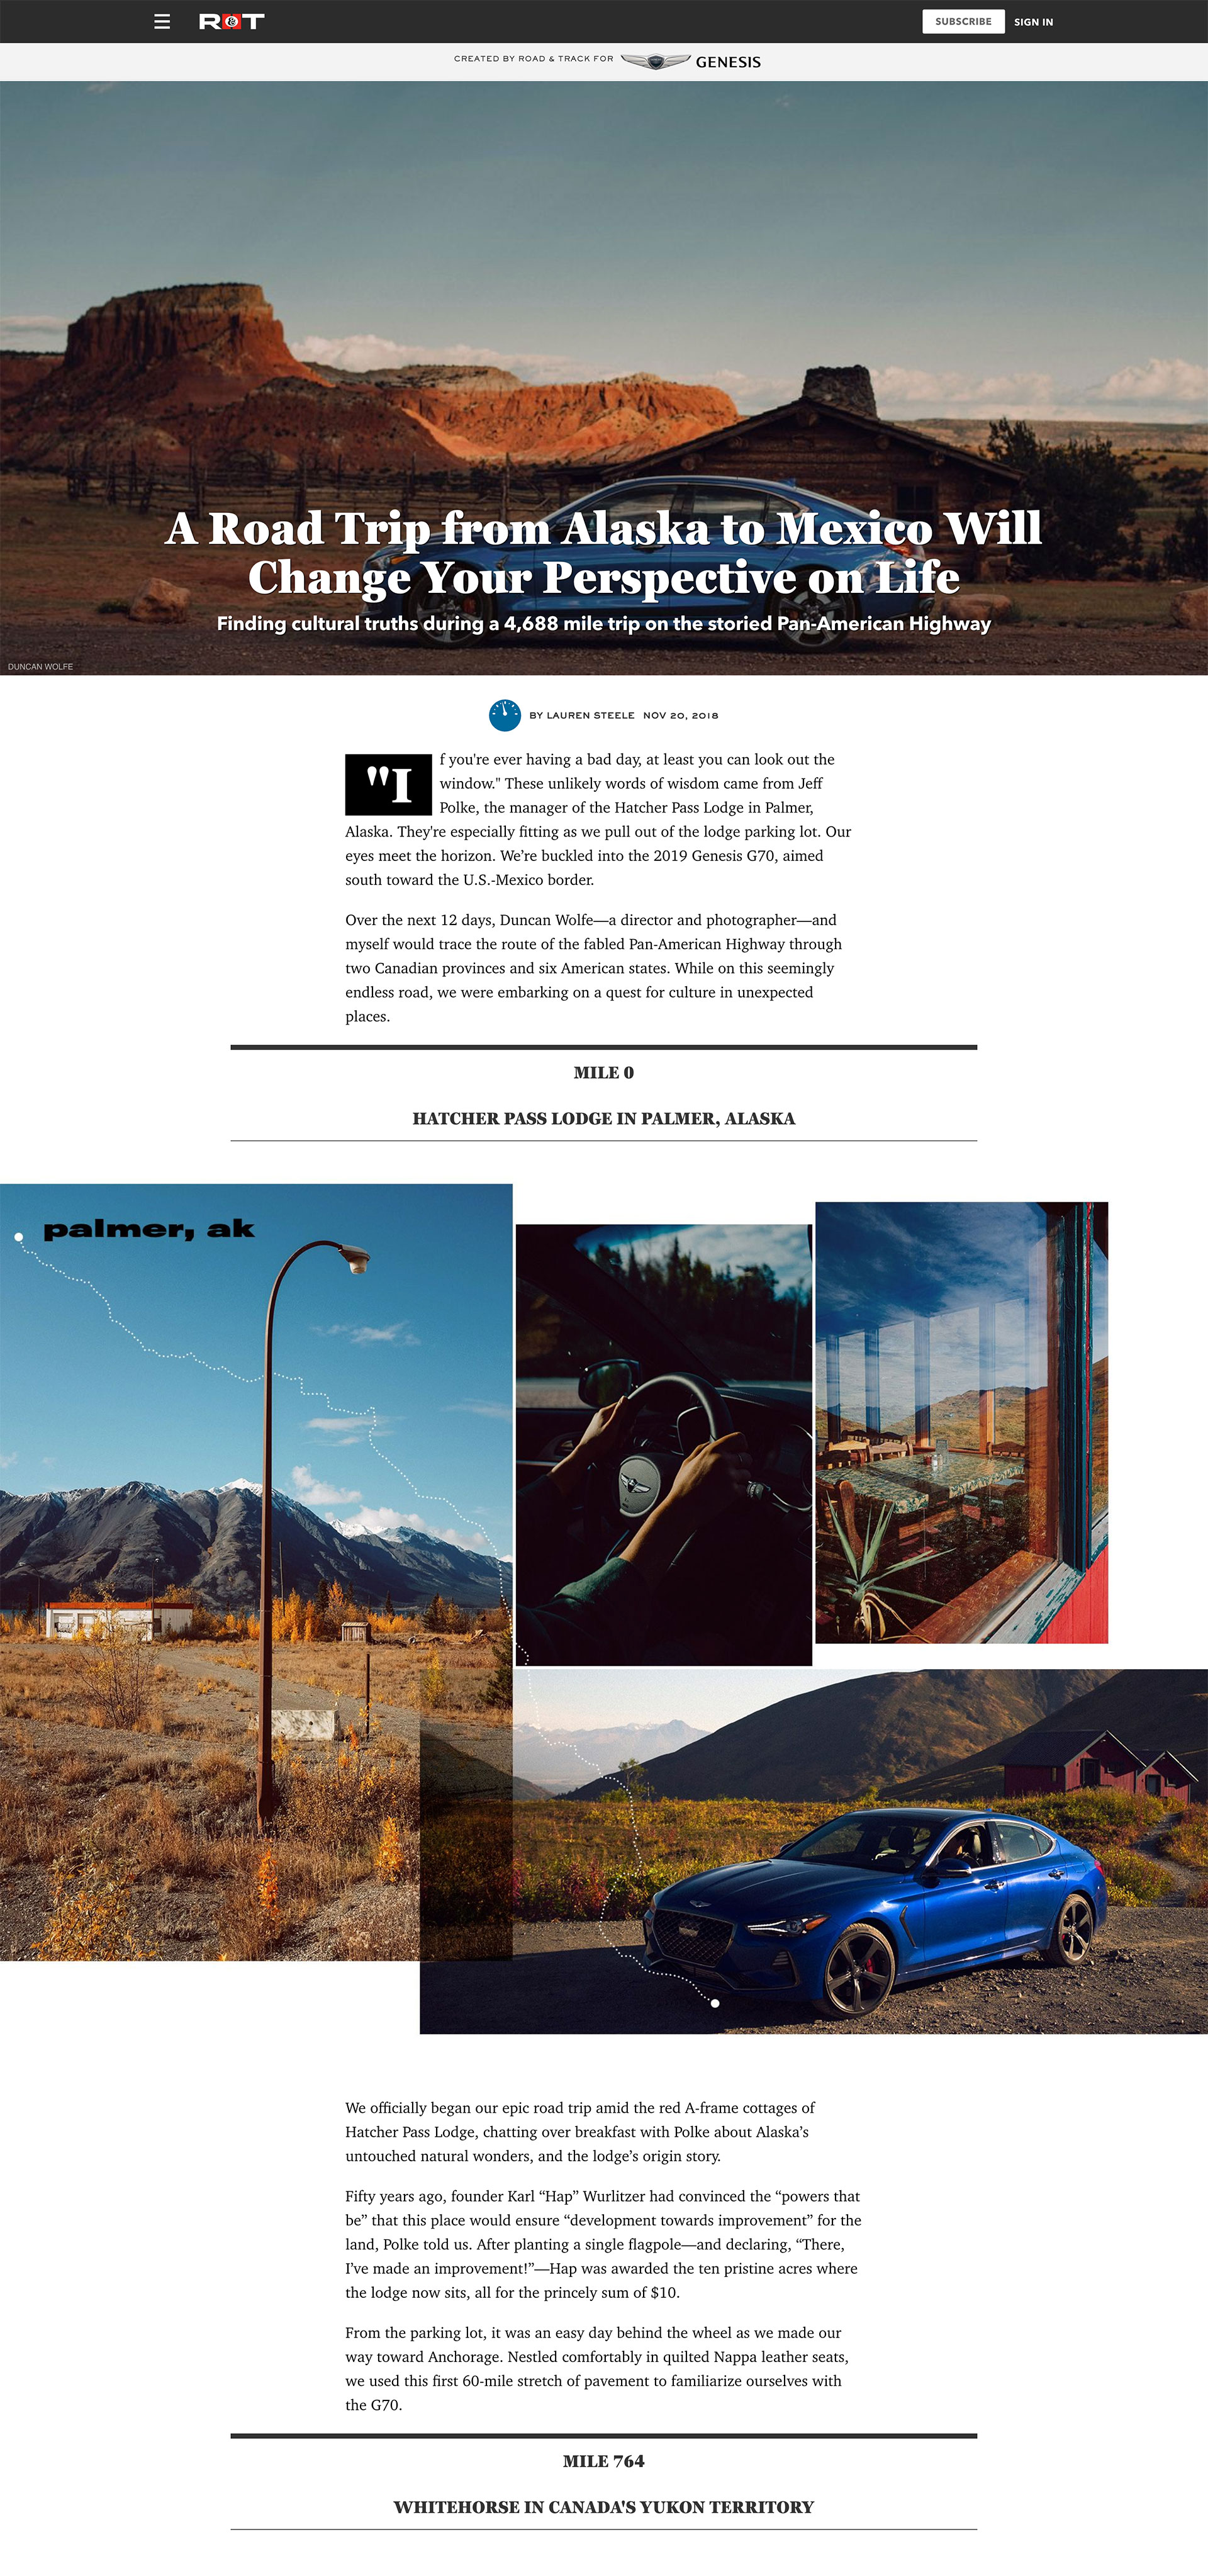 R&T
SUBSCRIBE
SIGN IN
CREATED BY ROAD & TRACK FOR
GENESIS
A Road Trip from Alaska to Mexico Will
Change Your Perspective on Life
Finding cultural truths during a 4,688 mile trip on the storied Pan-American Highway
DUNCAN WOLFE
BY LAUREN STEELE NOV 20, 2018
"If you're ever having a bad day, at least you can look out the
window." These unlikely words of wisdom came from Jeff
Polke, the manager of the Hatcher Pass Lodge in Palmer,
Alaska. They're especially fitting as we pull out of the lodge parking lot. Our
eyes meet the horizon. We’re buckled into the 2019 Genesis G70, aimed
south toward the U.S.-Mexico border.
Over the next 12 days, Duncan Wolfe—a director and photographer—and
myself would trace the route of the fabled Pan-American Highway through
two Canadian provinces and six American states. While on this seemingly
endless road, we were embarking on a quest for culture in unexpected
places.
MILE 0
HATCHER PASS LODGE IN PALMER, ALASKA
palmer, ak
We officially began our epic road trip amid the red A-frame cottages of
Hatcher Pass Lodge, chatting over breakfast with Polke about Alaska’s
untouched natural wonders, and the lodge’s origin story.
Fifty years ago, founder Karl “Hap” Wurlitzer had convinced the “powers that
be” that this place would ensure “development towards improvement” for the
land, Polke told us. After planting a single flagpole—and declaring, “There,
I’ve made an improvement!”—Hap was awarded the ten pristine acres where
the lodge now sits, all for the princely sum of $10.
From the parking lot, it was an easy day behind the wheel as we made our
way toward Anchorage. Nestled comfortably in quilted Nappa leather seats,
we used this first 60-mile stretch of pavement to familiarize ourselves with
the G70.
MILE 764
WHITEHORSE IN CANADA'S YUKON TERRITORY